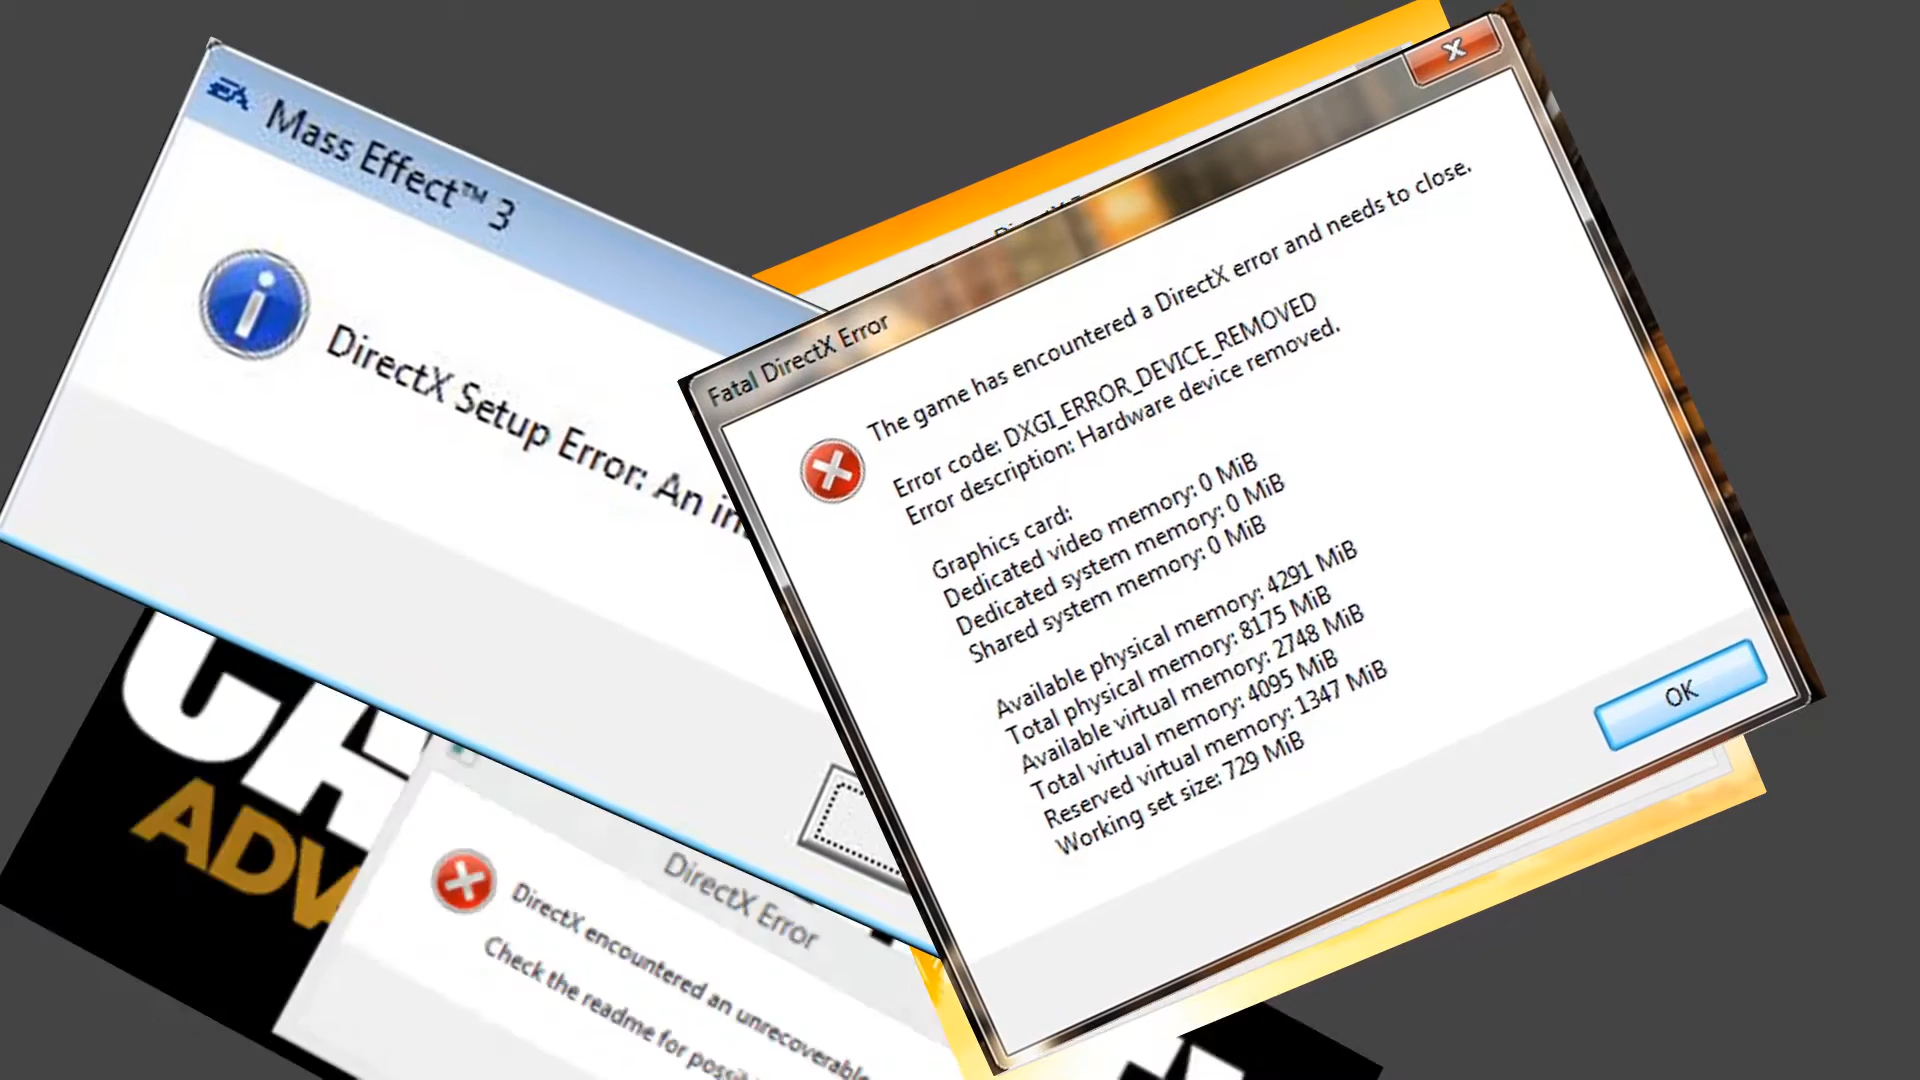 Mass Effect™ 3
DirectX Setup Error: An
Fatal DirectX Error
The game has encountered a DirectX error and needs to close.
Error code: DXGI_ERROR_DEVICE_REMOVED
Error description: Hardware device removed.
Graphics card:
Dedicated video memory: 0 MiB
Dedicated system memory: 0 MiB
Shared system memory: 0 MiB
Available physical memory: 4291 MiB
Total physical memory: 8175 MiB
Available virtual memory: 2748 MiB
Total virtual memory: 4095 MiB
Reserved virtual memory: 1347 MiB
Working set size: 729 MiB
OK
DirectX Error
DirectX encountered an unrecoverable
Check the readme for